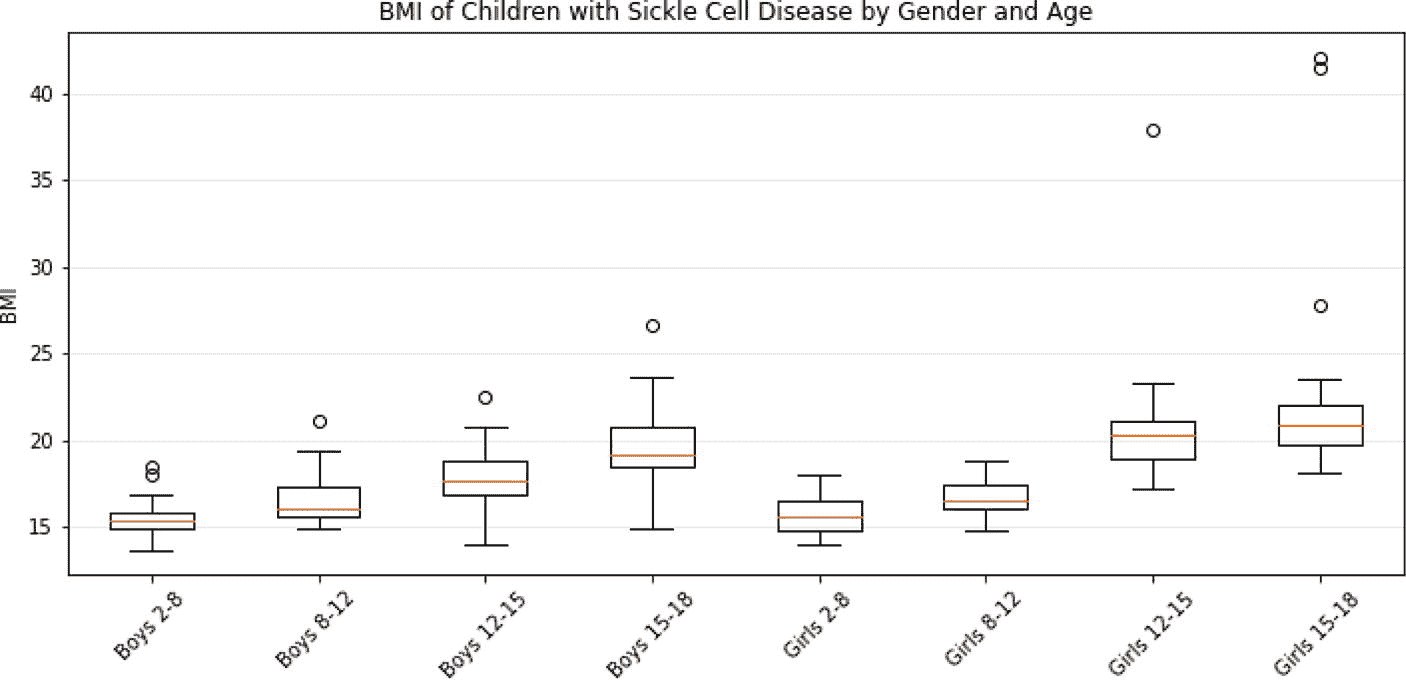 BMI of Children with Sickle Cell Disease by Gender and Age
40
35
30
25
20
15
BMI
Boys 2-8
Boys 8-12
Boys 12-15
Boys 15-18
Girls 2-8
Girls 8-12
Girls 12-15
Girls 15-18